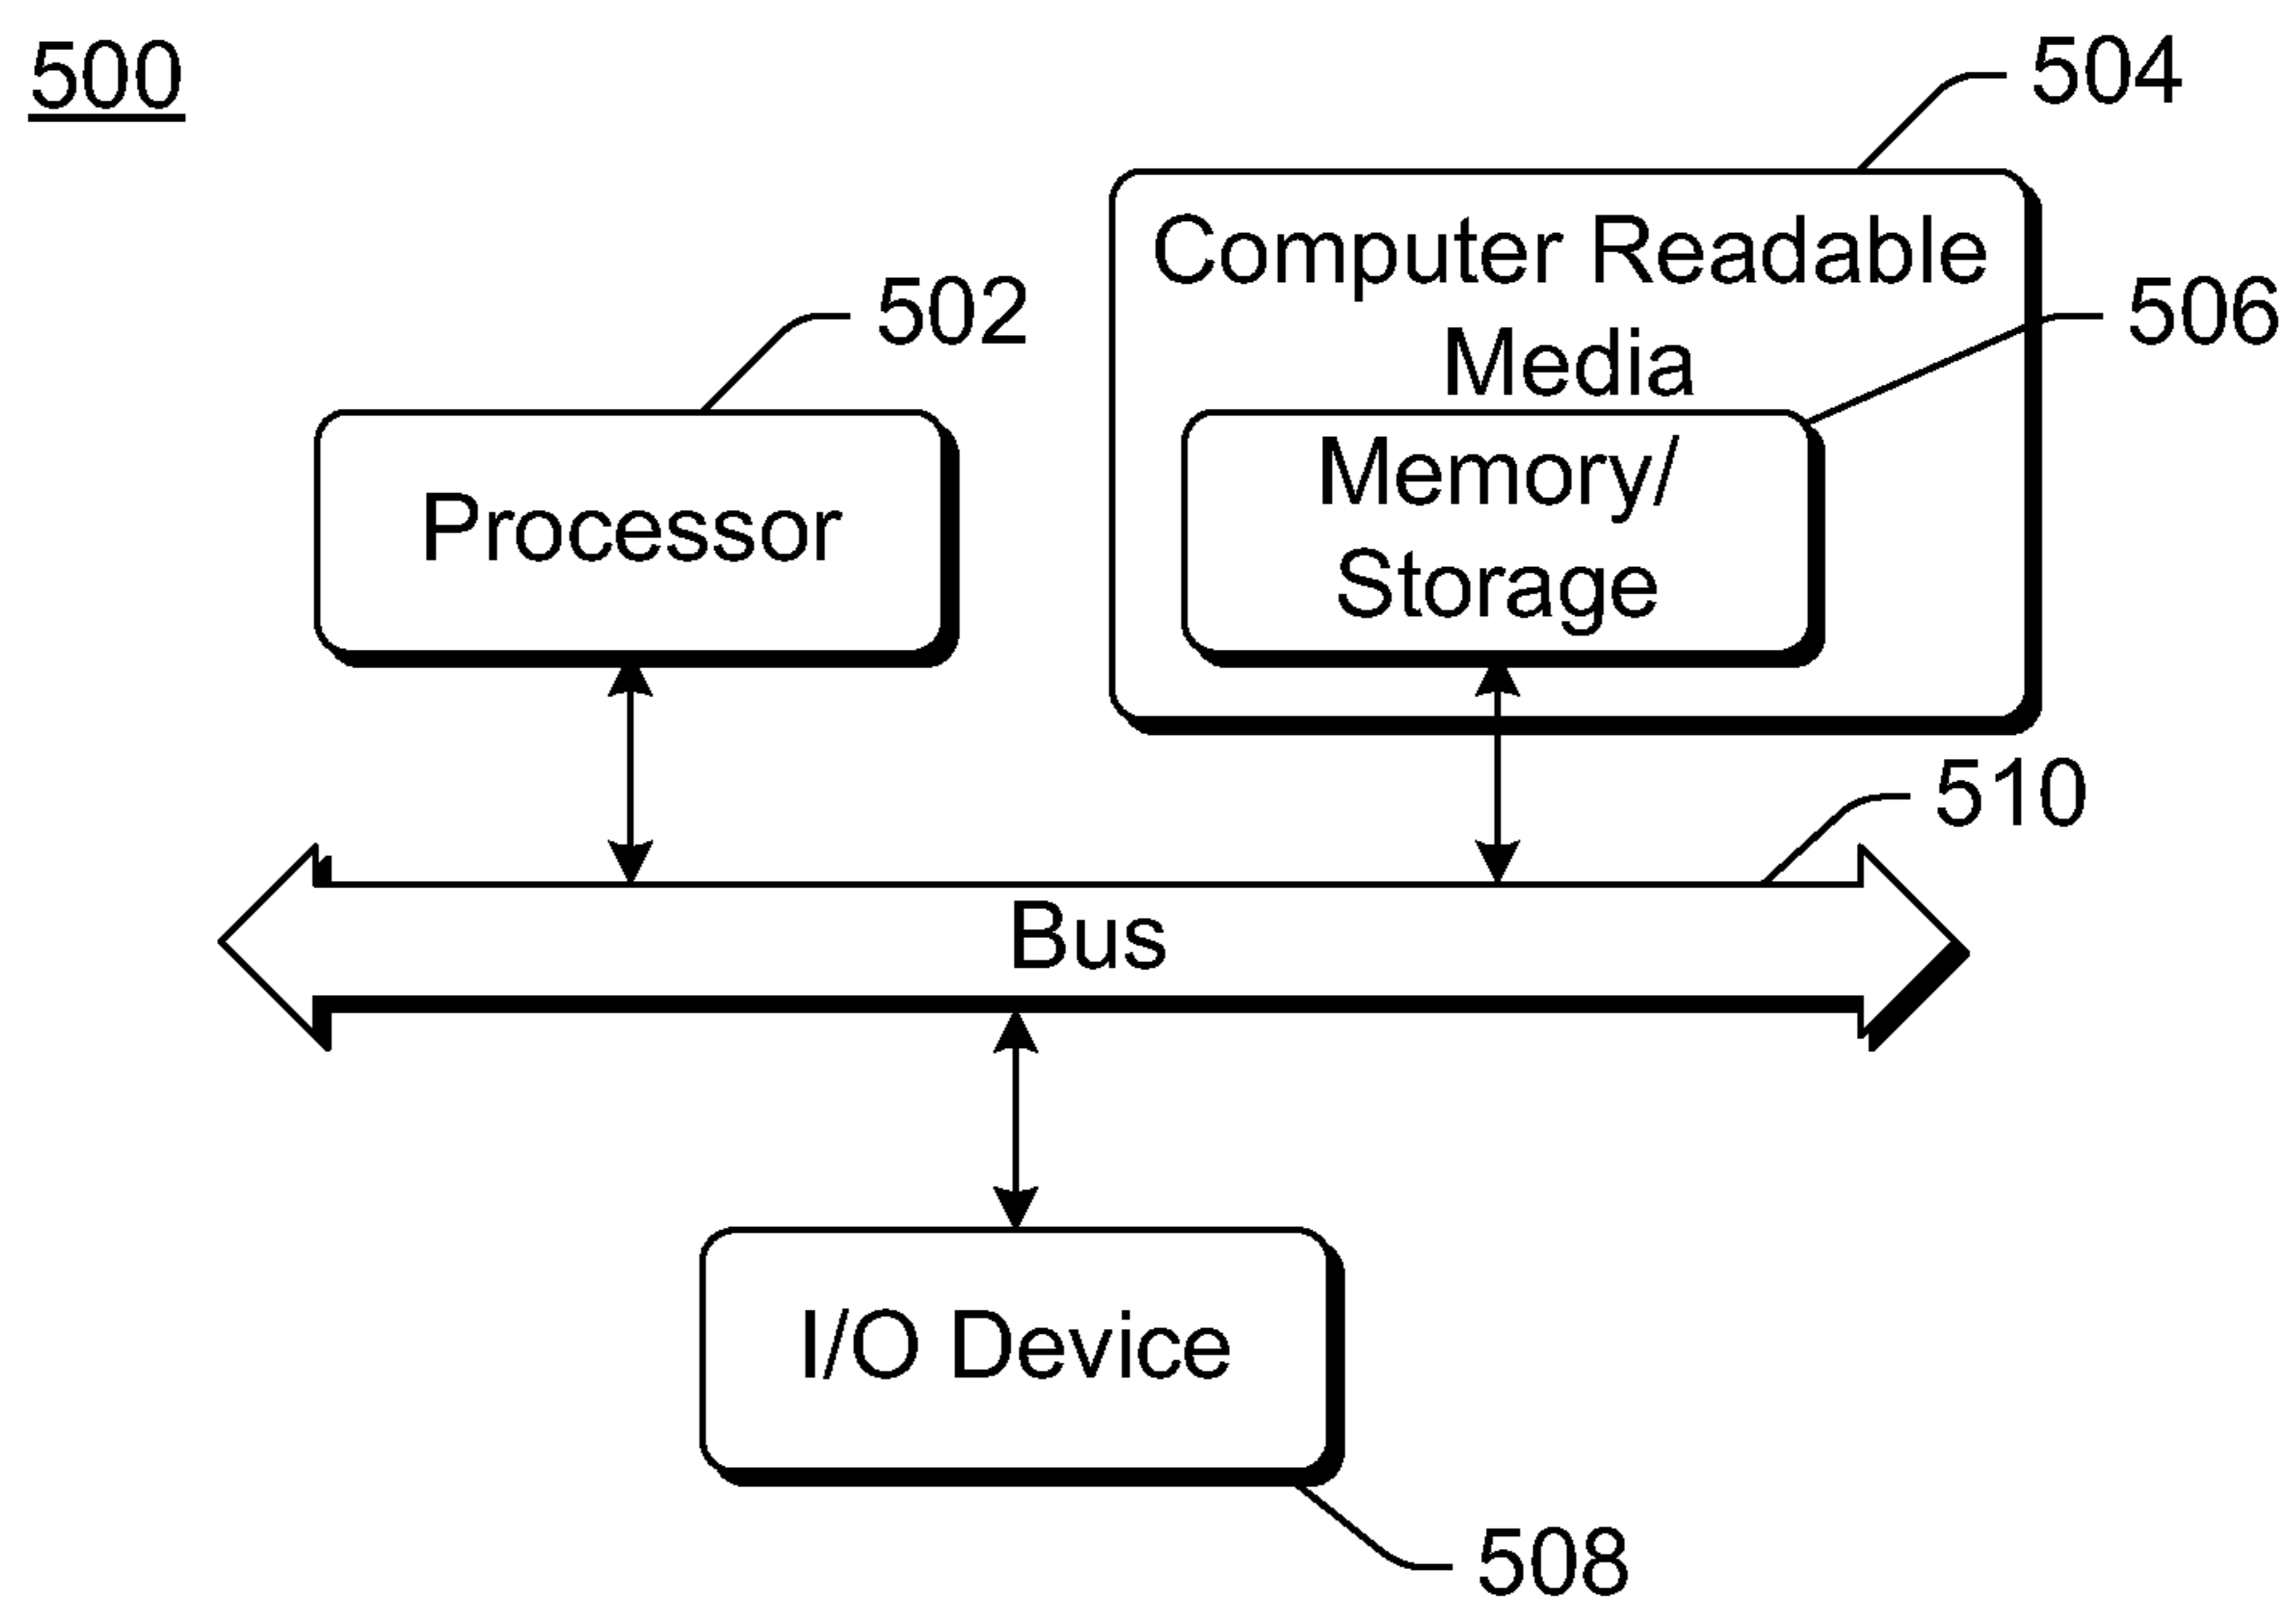 500
504
Computer Readable
Media
506
502
Memory/
Storage
Processor
510
Bus
I/O Device
508